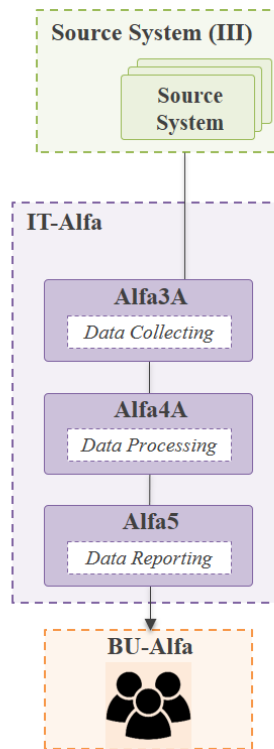 Source System (III)
Source
System
IT-Alfa
Alfa3A
Data Collecting
Alfa4A
Data Processing
Alfa5
Data Reporting
BU-Alfa